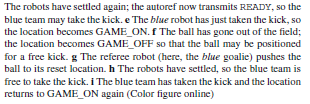 The robots have settled again; the autoref now transmits READY, so the
blue team may take the kick. e The blue robot has just taken the kick, so
the location becomes GAME_ON. f The ball has gone out of the field;
the location becomes GAME_OFF so that the ball may be positioned
for a free kick. g The referee robot (here, the blue goalie) pushes the
ball to its reset location. h The robots have settled, so the blue team is
free to take the kick. i The blue team has taken the kick and the location
returns to GAME_ON again (Color figure online)